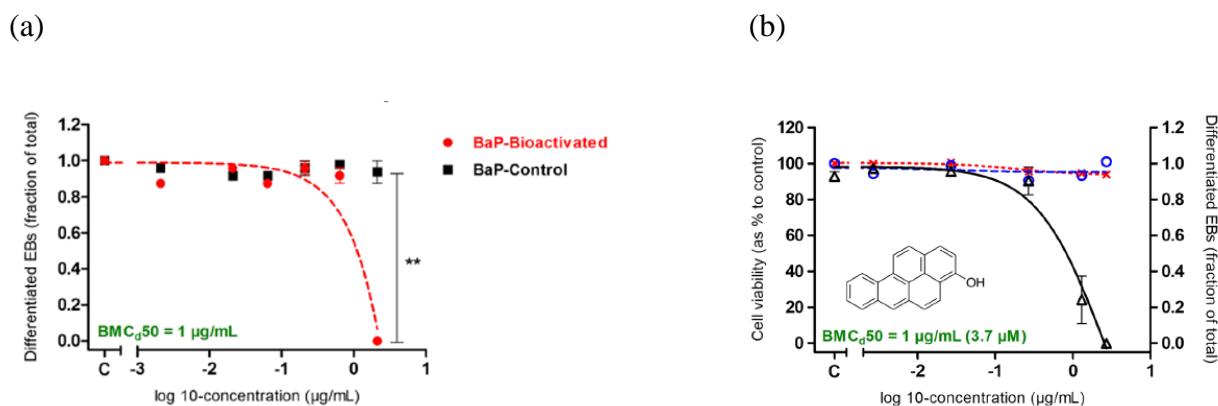 (a)
(b)
Differentiated EBs (fraction of total)
1.2
1.0
0.8
0.6
0.4
0.2
0.0
BaP-Bioactivated
BaP-Control
**
BMCd50 = 1 µg/mL
C
-3
-2
-1
0
1
log 10-concentration (µg/mL)
Cell viability (as % to control)
120
100
80
60
40
20
0
OH
BMCd50 = 1 µg/mL (3.7 µM)
1.2
1.0
0.8
0.6
0.4
0.2
0.0
Differentiated EBs (fraction of total)
C
-2
-1
0
1
log 10-concentration (µg/mL)